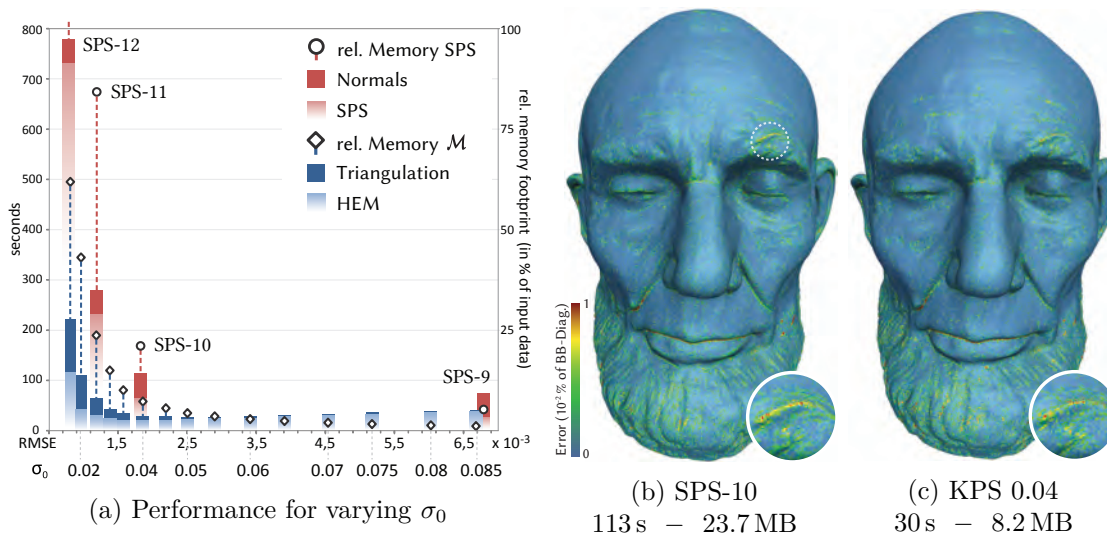 800
700
600
500
400
300
200
100
0
seconds
100
75
50
25
rel. memory footprint (in % of input data)
SPS-12
SPS-11
SPS-10
SPS-9
rel. Memory SPS
Normals
SPS
rel. Memory M
Triangulation
HEM
RMSE 1,5 2,5 3,5 4,5 5,5 6,5 x 10⁻³
σ₀ 0.02 0.04 0.05 0.06 0.07 0.075 0.08 0.085
(a) Performance for varying σ₀
1
Error (10⁻²% of BB-Diag.)
0
(b) SPS-10
113 s – 23.7 MB
(c) KPS 0.04
30 s – 8.2 MB